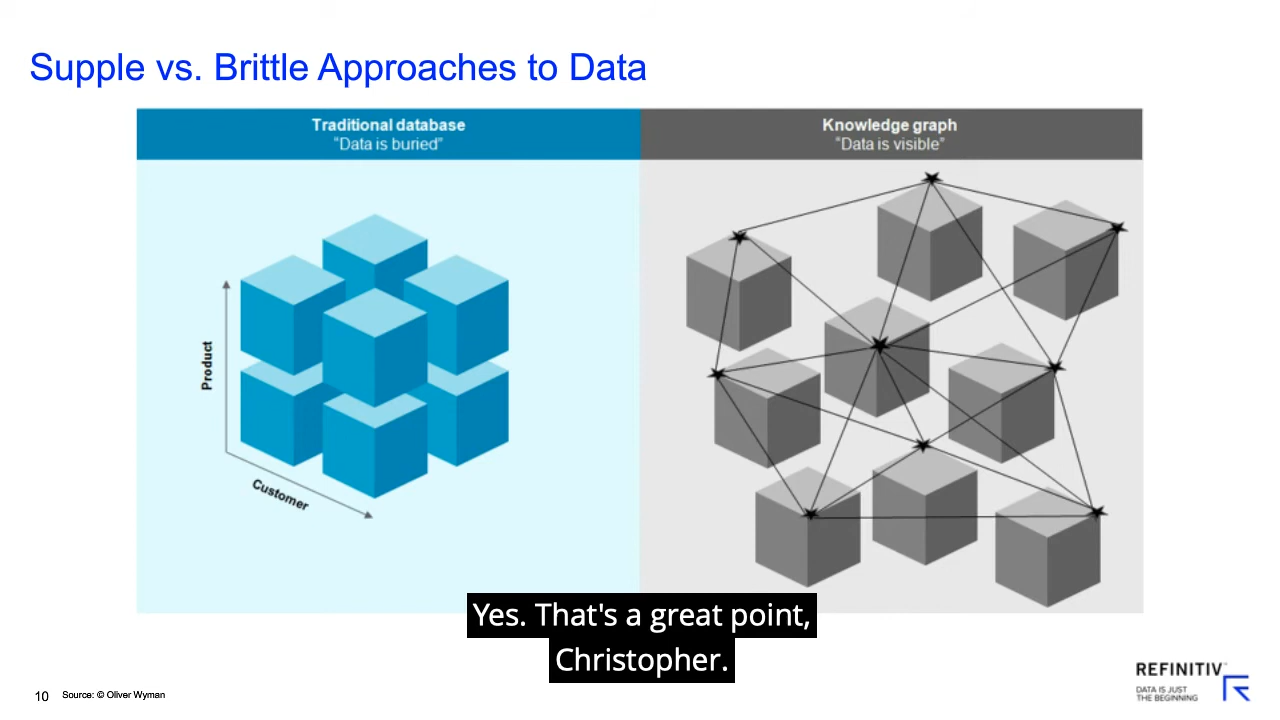 Supple vs. Brittle Approaches to Data
Traditional database
"Data is buried"
Knowledge graph
"Data is visible"
Product
Customer
Yes. That's a great point,
Christopher.
10
Source: © Oliver Wyman
REFINITIV™
DATA IS JUST
THE BEGINNING